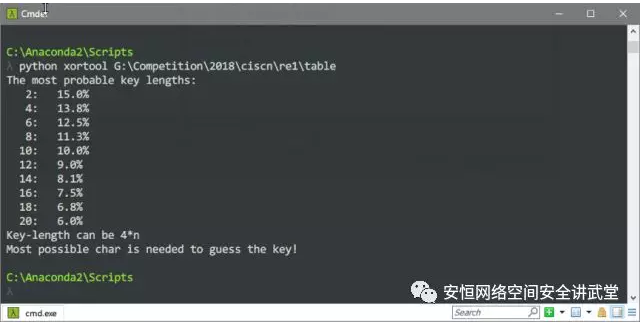 Cmder
C:\Anaconda2\Scripts
λ python xortool G:\Competition\2018\ciscn\re1\table
The most probable key lengths:
2: 15.0%
4: 13.8%
6: 12.5%
8: 11.3%
10: 10.0%
12: 9.0%
14: 8.1%
16: 7.5%
18: 6.8%
20: 6.0%
Key-length can be 4*n
Most possible char is needed to guess the key!
C:\Anaconda2\Scripts
λ
安恒网络空间安全讲武堂
cmd.exe
Search